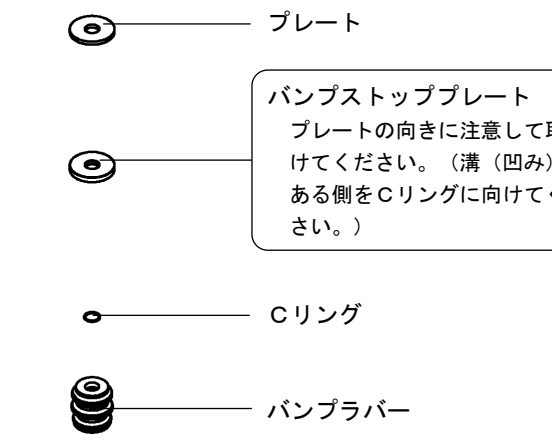 プレート
バンプストッププレート
プレートの向きに注意して
けてください。（溝（凹み）
ある側をCリングに向けて
さい。）
Cリング
バンプラバー